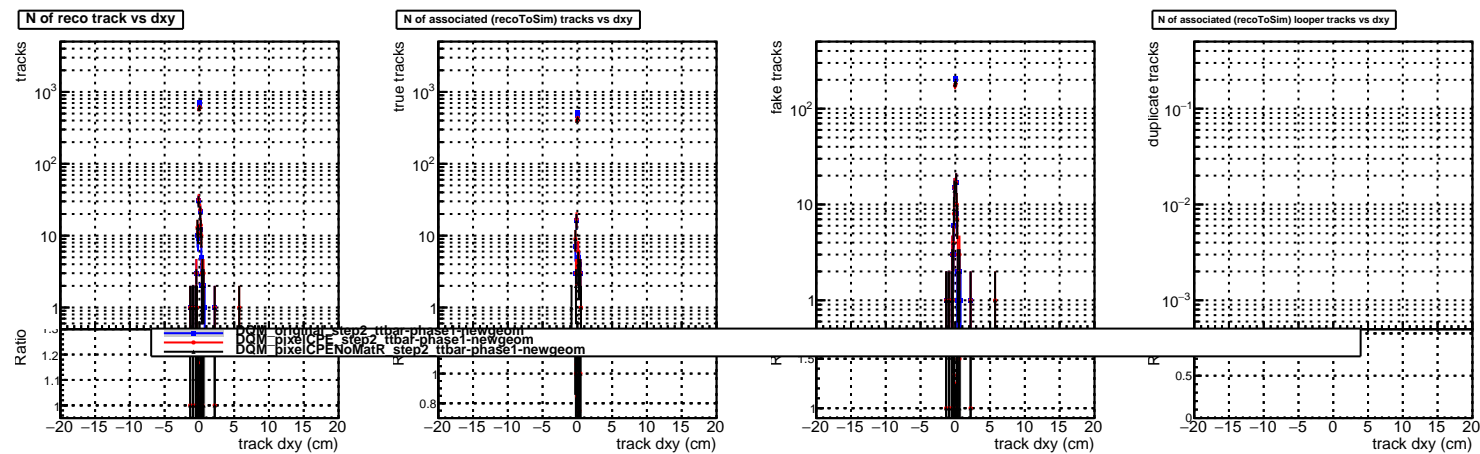 N of reco track vs dxy
N of associated (recoToSim) tracks vs dxy
N of associated (recoToSim) looper tracks vs dxy
tracks
10³
10²
10
1
true tracks
10³
10²
10
1
fake tracks
10²
10
1
duplicate tracks
10⁻¹
10⁻²
10⁻³
DQM_original_step2_ttbar-phase1-newgeom
DQM_pixelCPE_step2_ttbar-phase1-newgeom
DQM_pixelCPENoMatR_step2_ttbar-phase1-newgeom
Ratio
1.2
1.1
1
1
0.8
1.5
1
0.5
0
−20 −15 −10 −5 0 5 10 15 20
track dxy (cm)
−20 −15 −10 −5 0 5 10 15 20
track dxy (cm)
−20 −15 −10 −5 0 5 10 15 20
track dxy (cm)
−20 −15 −10 −5 0 5 10 15 20
track dxy (cm)